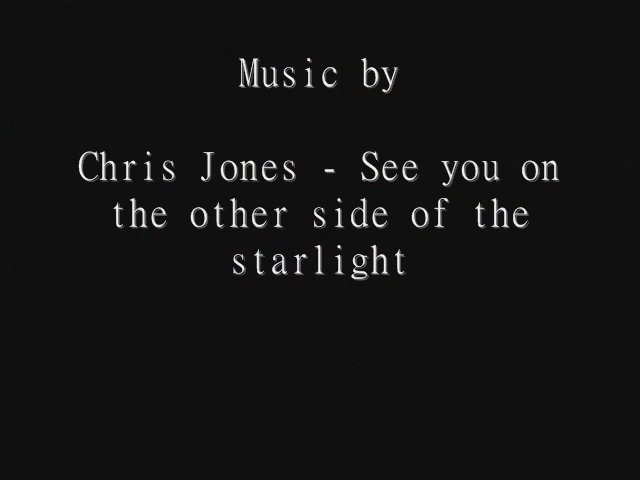 Music by
Chris Jones - See you on
the other side of the
starlight